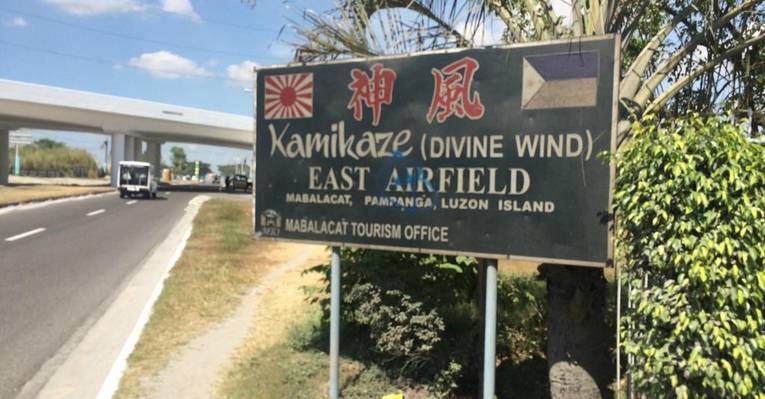 神風
Kamikaze (DIVINE WIND)
EAST AIRFIELD
MABALACAT, PAMPANGA, LUZON ISLAND
MABALACAT TOURISM OFFICE